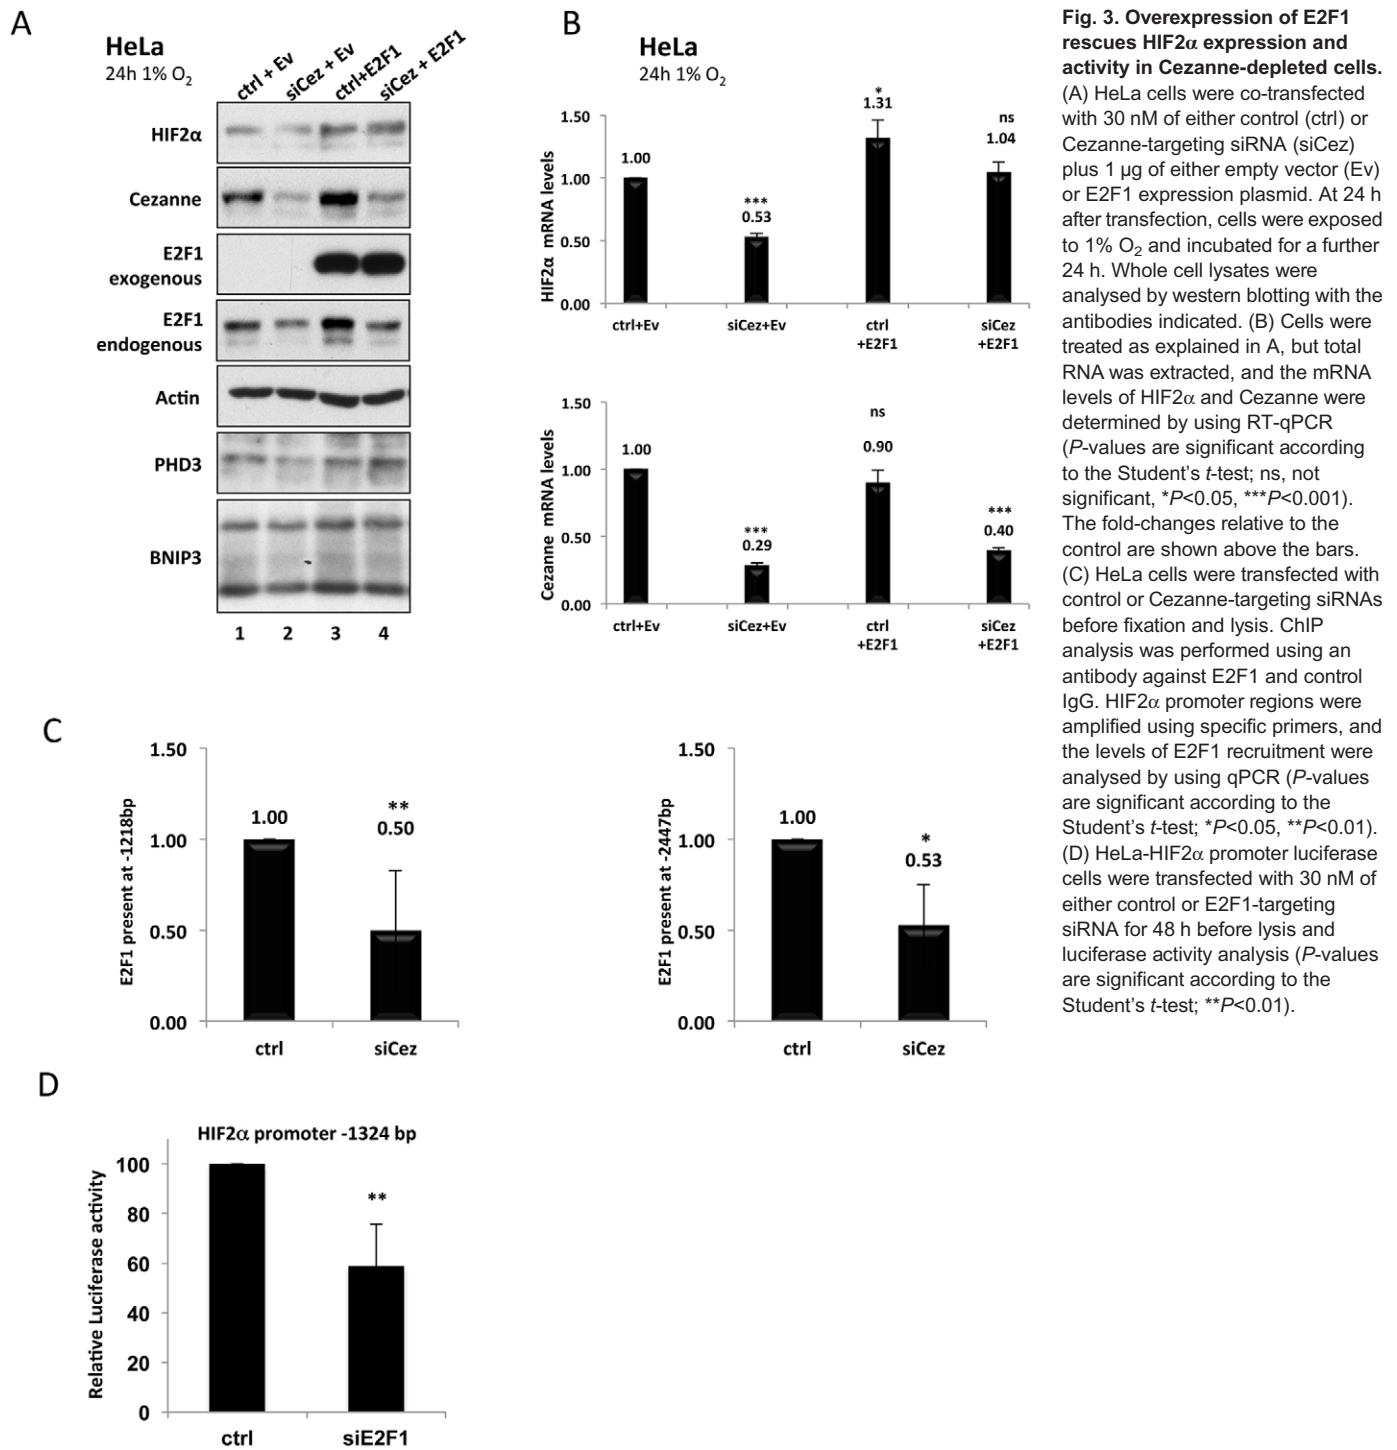 A
HeLa
24h 1% O2
ctrl + Ev
siCez + Ev
ctrl+E2F1
siCez + E2F1
HIF2α
Cezanne
E2F1
exogenous
E2F1
endogenous
Actin
PHD3
BNIP3
1 2 3 4
B
HeLa
24h 1% O2
HIF2α mRNA levels
1.50
1.00
0.50
0.00
1.00
***
0.53
*
1.31
ns
1.04
ctrl+Ev
siCez+Ev
ctrl
+E2F1
siCez
+E2F1
Cezanne mRNA levels
1.50
1.00
0.50
0.00
1.00
***
0.29
ns
0.90
***
0.40
ctrl+Ev
siCez+Ev
ctrl
+E2F1
siCez
+E2F1
C
E2F1 present at -1218bp
1.50
1.00
0.50
0.00
1.00
**
0.50
ctrl
siCez
E2F1 present at -2447bp
1.50
1.00
0.50
0.00
1.00
*
0.53
ctrl
siCez
D
HIF2α promoter -1324 bp
Relative Luciferase activity
100
80
60
40
20
0
**
ctrl
siE2F1
Fig. 3. Overexpression of E2F1
rescues HIF2α expression and
activity in Cezanne-depleted cells.
(A) HeLa cells were co-transfected
with 30 nM of either control (ctrl) or
Cezanne-targeting siRNA (siCez)
plus 1 µg of either empty vector (Ev)
or E2F1 expression plasmid. At 24 h
after transfection, cells were exposed
to 1% O2 and incubated for a further
24 h. Whole cell lysates were
analysed by western blotting with the
antibodies indicated. (B) Cells were
treated as explained in A, but total
RNA was extracted, and the mRNA
levels of HIF2α and Cezanne were
determined by using RT-qPCR
(P-values are significant according
to the Student's t-test; ns, not
significant, *P<0.05, ***P<0.001).
The fold-changes relative to the
control are shown above the bars.
(C) HeLa cells were transfected with
control or Cezanne-targeting siRNAs
before fixation and lysis. ChIP
analysis was performed using an
antibody against E2F1 and control
IgG. HIF2α promoter regions were
amplified using specific primers, and
the levels of E2F1 recruitment were
analysed by using qPCR (P-values
are significant according to the
Student's t-test; *P<0.05, **P<0.01).
(D) HeLa-HIF2α promoter luciferase
cells were transfected with 30 nM of
either control or E2F1-targeting
siRNA for 48 h before lysis and
luciferase activity analysis (P-values
are significant according to the
Student's t-test; **P<0.01).